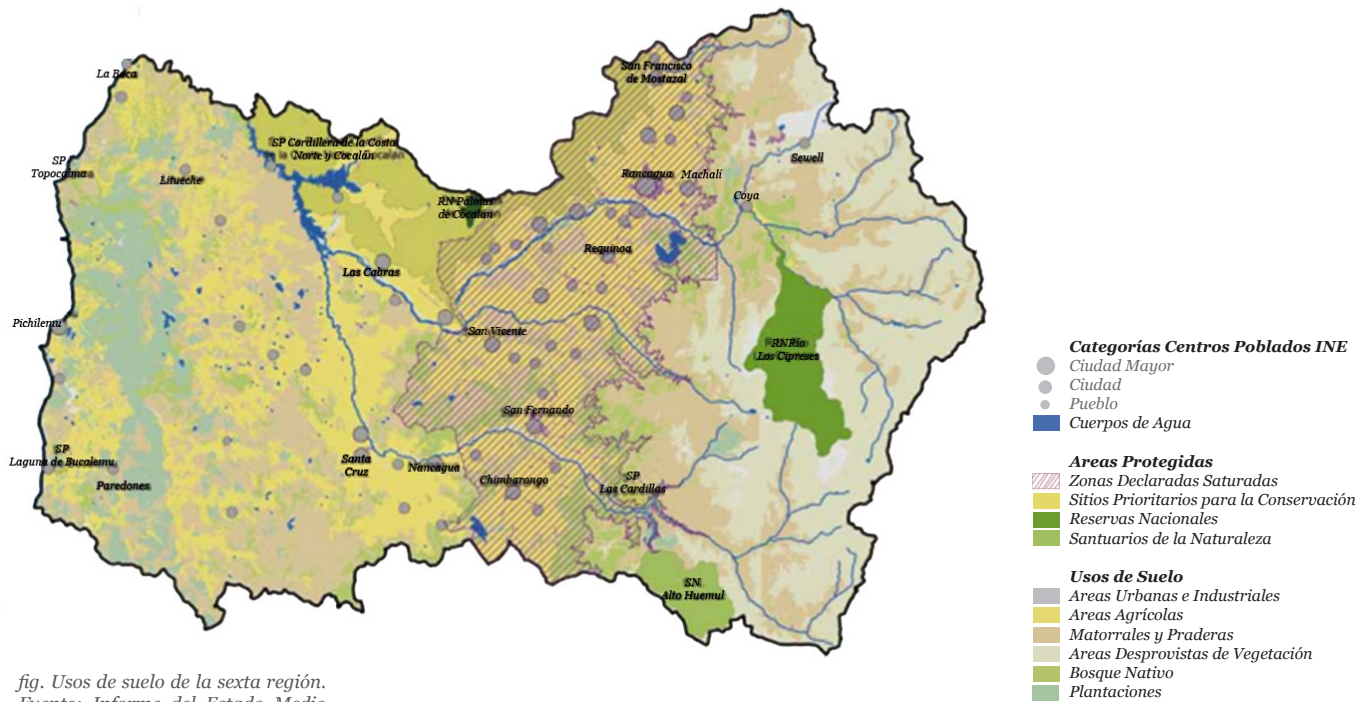 San Francisco
de Mostazal
La Boca
SP Cordillera de la Costa
Norte y Cocalán
Sewell
SP
Topocalma
Litueche
Rancagua
Machalí
Coya
RN Palmas
de Cocalán
Requinoa
Las Cabras
Pichilemu
San Vicente
RN Río
Los Cipreses
San Fernando
SP
Laguna de Bucalemu
Santa
Cruz
Nancagua
Paredones
Chimbarongo
SP
Las Cardillas
SN
Alto Huemul
Categorías Centros Poblados INE
Ciudad Mayor
Ciudad
Pueblo
Cuerpos de Agua
Areas Protegidas
Zonas Declaradas Saturadas
Sitios Prioritarios para la Conservación
Reservas Nacionales
Santuarios de la Naturaleza
Usos de Suelo
Areas Urbanas e Industriales
Areas Agrícolas
Matorrales y Praderas
Areas Desprovistas de Vegetación
Bosque Nativo
Plantaciones
fig. Usos de suelo de la sexta región.
Fuente: Informe del Estado Medio